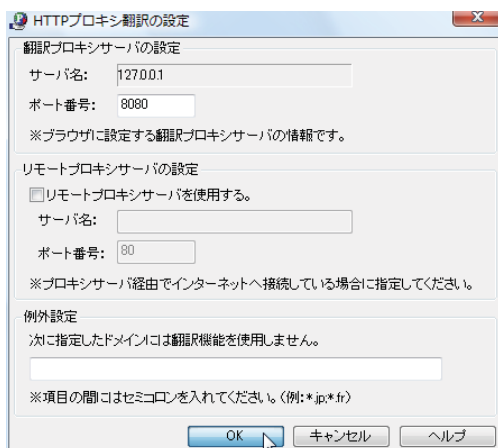 HTTPプロキシ翻訳の設定
翻訳プロキシサーバの設定
サーバ名: 127.0.0.1
ポート番号: 8080
※ブラウザに設定する翻訳プロキシサーバの情報です。
リモートプロキシサーバの設定
リモートプロキシサーバを使用する。
サーバ名:
ポート番号: 80
※プロキシサーバ経由でインターネットへ接続している場合に指定してください。
例外設定
次に指定したドメインには翻訳機能を使用しません。
※項目の間にはセミコロンを入れてください。(例:*.jp;*.fr)
OK キャンセル ヘルプ